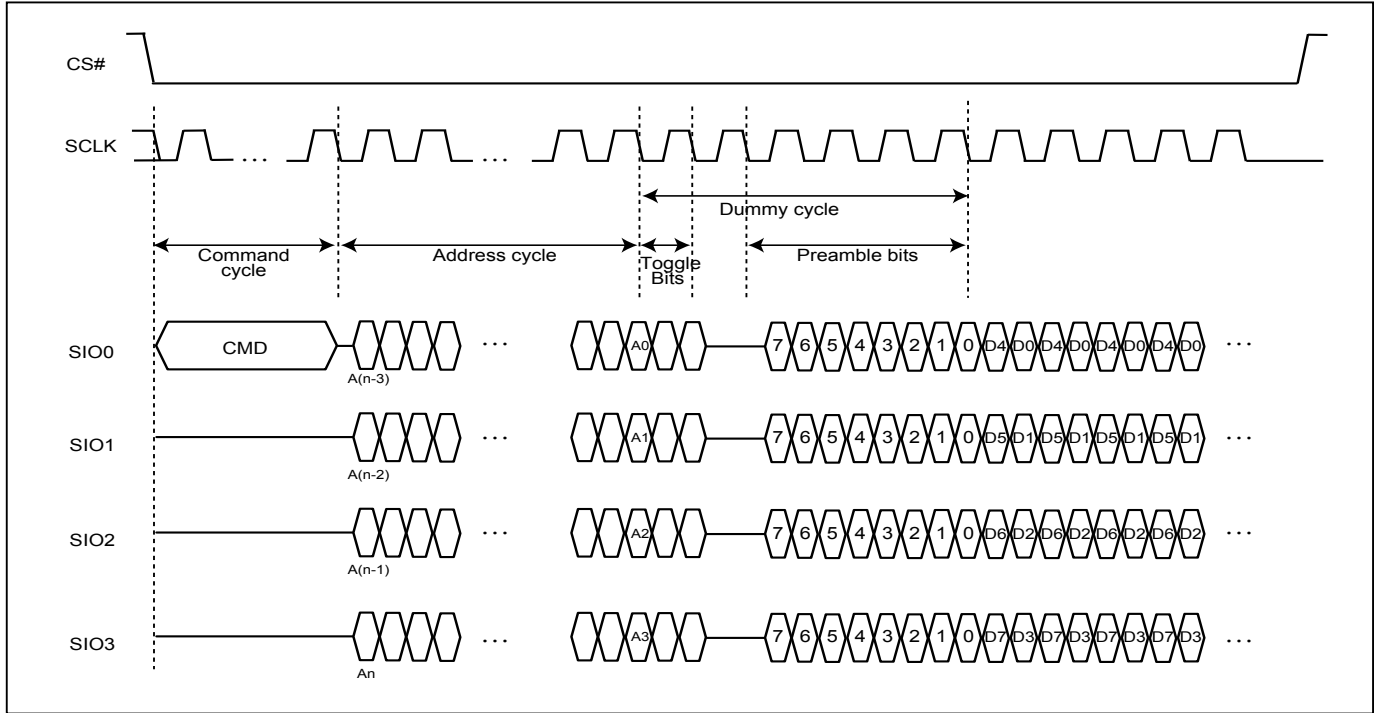 CS#
SCLK
...
...
Dummy cycle
Command
cycle
Address cycle
Toggle
Bits
Preamble bits
SIO0
CMD
...
A0
7 6 5 4 3 2 1 0 D4 D0 D4 D0 D4 D0 D4 D0
...
A(n-3)
SIO1
...
A1
7 6 5 4 3 2 1 0 D5 D1 D5 D1 D5 D1 D5 D1
...
A(n-2)
SIO2
...
A2
7 6 5 4 3 2 1 0 D6 D2 D6 D2 D6 D2 D6 D2
...
A(n-1)
SIO3
...
A3
7 6 5 4 3 2 1 0 D7 D3 D7 D3 D7 D3 D7 D3
...
An